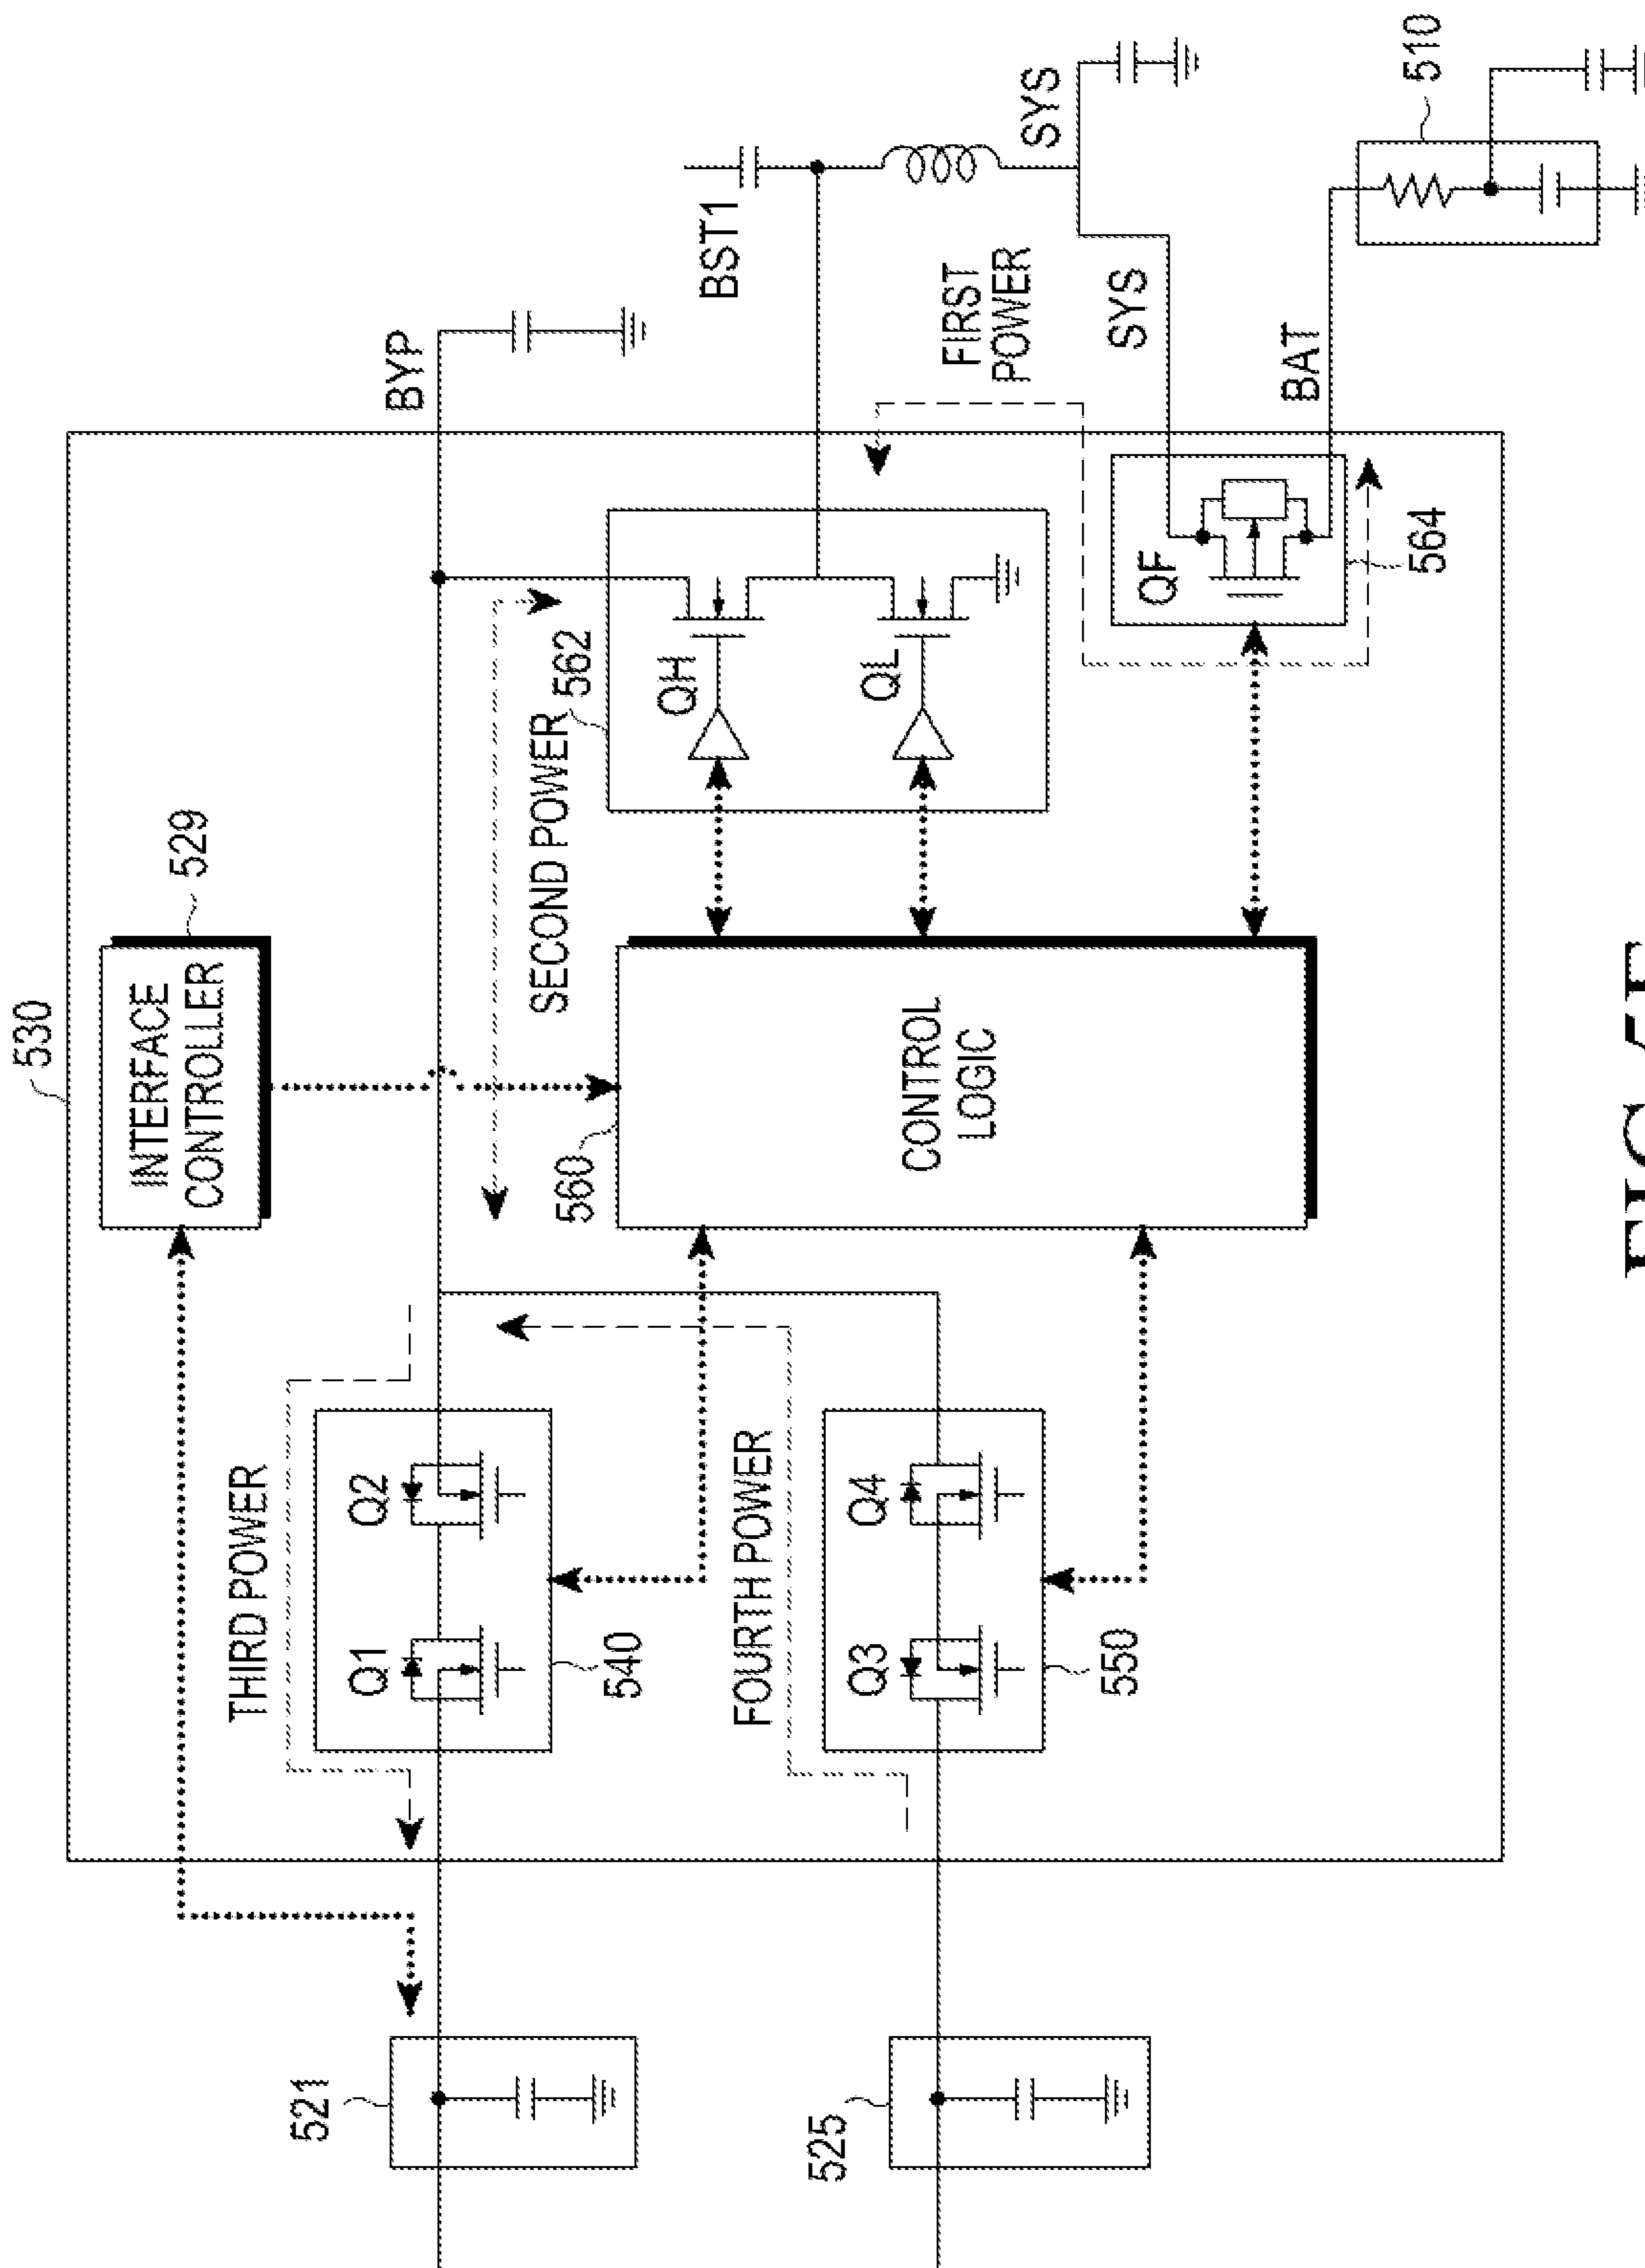 530
INTERFACE
CONTROLLER
529
521
THIRD POWER
Q1
Q2
540
BYP
SECOND POWER
562
BST1
QH
QL
560
CONTROL
LOGIC
FIRST
POWER
SYS
SYS
525
FOURTH POWER
Q3
Q4
550
QF
564
BAT
510